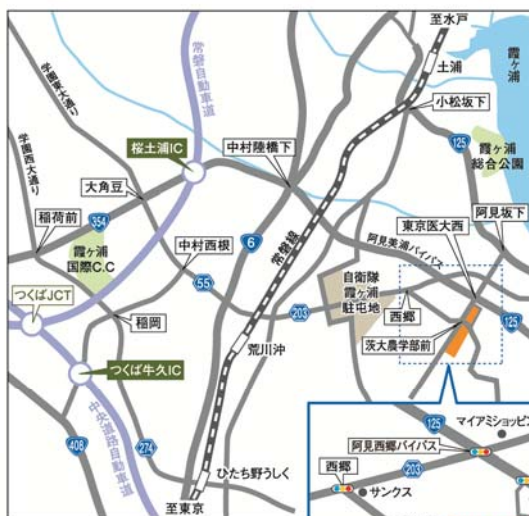 至水戸
霞ヶ浦
土浦
小松坂下
学園東大通り
常磐自動車道
学園西大通り
桜土浦IC
中村陸橋下
125
霞ヶ浦
総合公園
大角豆
東京医大西
阿見坂下
稲荷前
354
霞ヶ浦
国際C.C
中村西根
6
常磐線
阿見美浦バイパス
55
自衛隊
霞ヶ浦
駐屯地
203
西郷
125
つくばJCT
稲岡
荒川沖
茨大農学部前
つくば牛久IC
中央道路自動車道
408
274
ひたち野うしく
至東京
125
マイアミショッピ
阿見西郷バイパス
203
西郷
サンクス